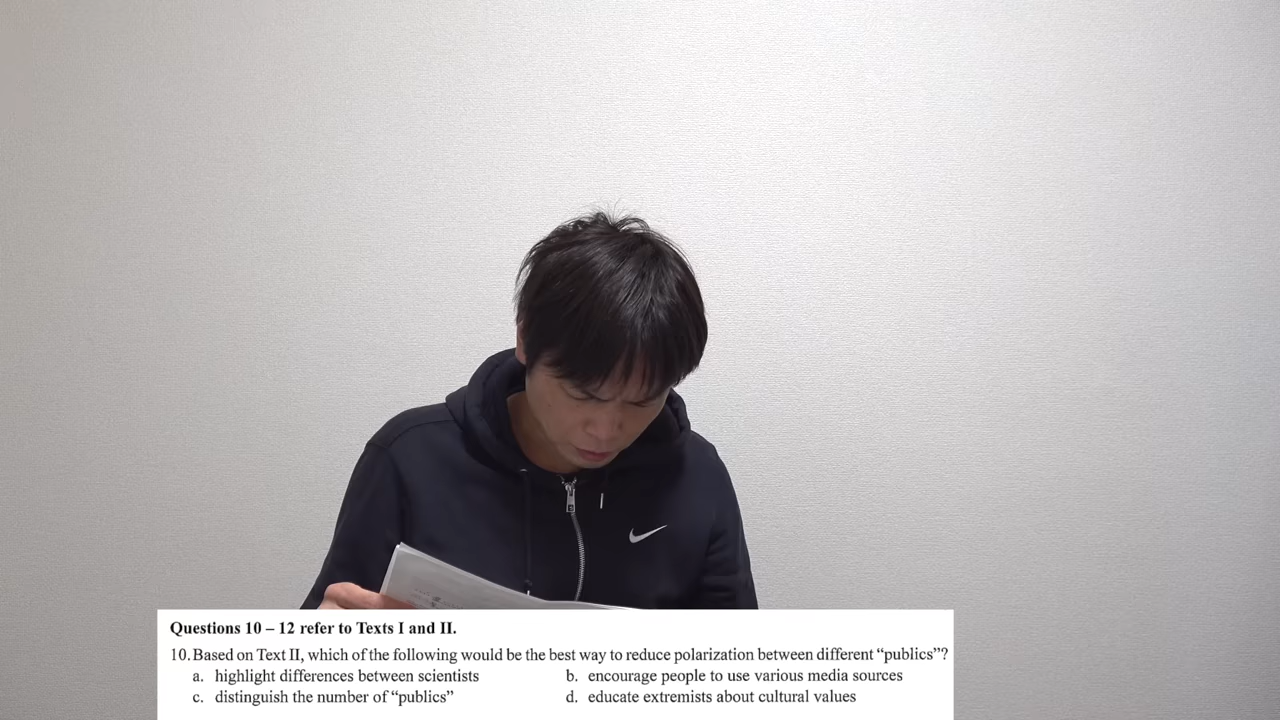 Questions 10 – 12 refer to Texts I and II.
10. Based on Text II, which of the following would be the best way to reduce polarization between different “publics”?
a. highlight differences between scientists b. encourage people to use various media sources
c. distinguish the number of “publics” d. educate extremists about cultural values